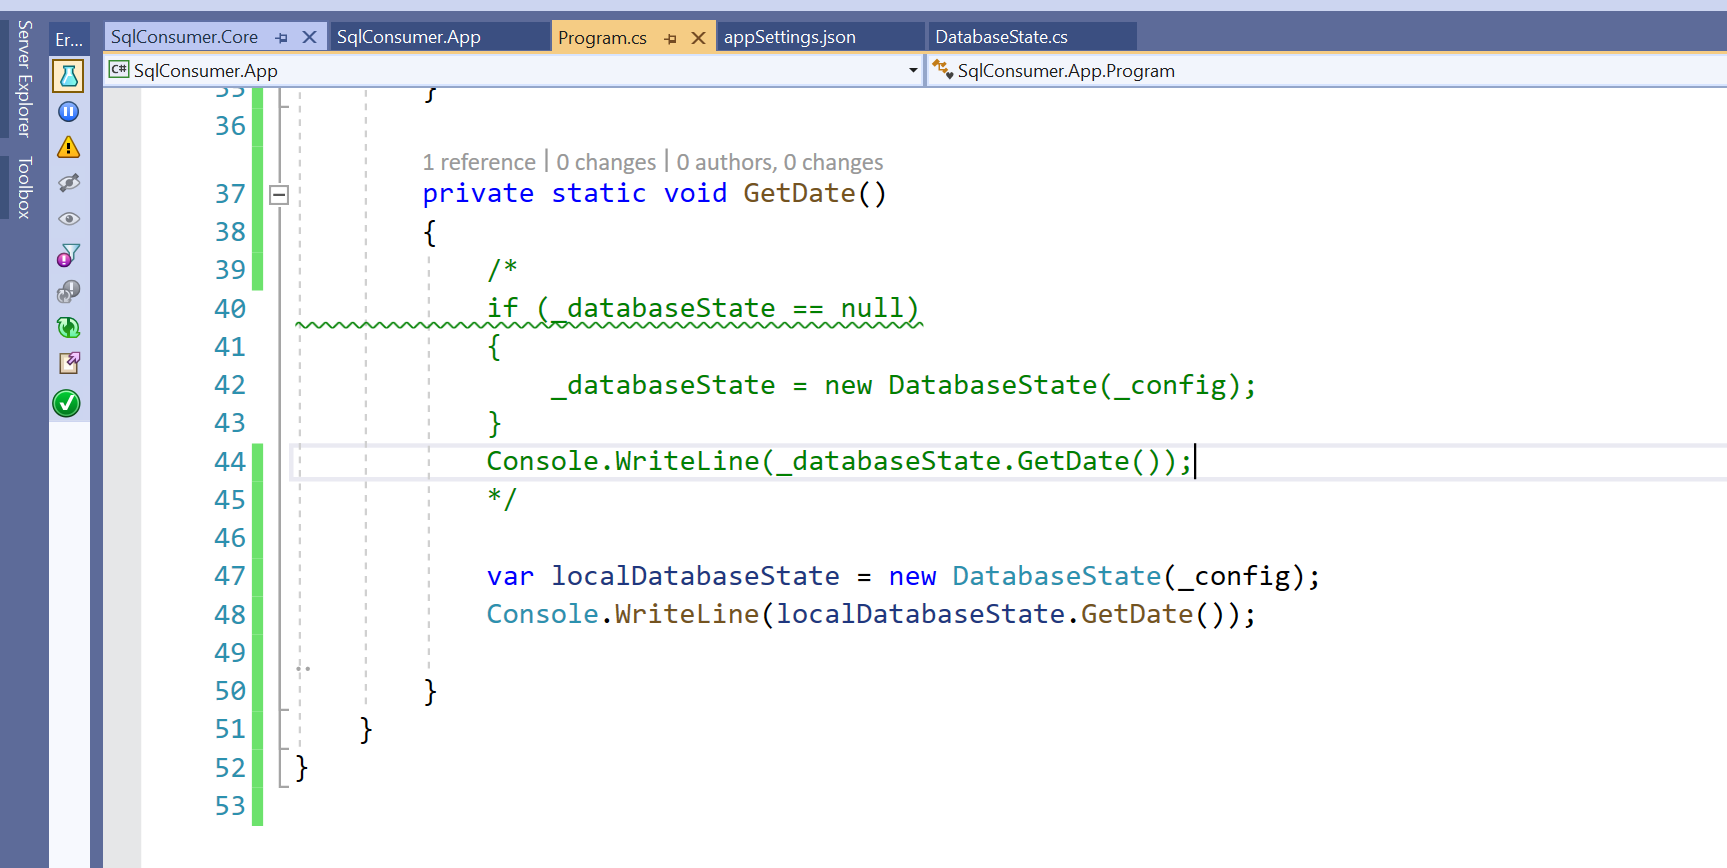 Server Explorer
Toolbox
Er...
SqlConsumer.Core
SqlConsumer.App
Program.cs
appSettings.json
DatabaseState.cs
C# SqlConsumer.App
SqlConsumer.App.Program
35 }
36
1 reference | 0 changes | 0 authors, 0 changes
37 private static void GetDate()
38 {
39 /*
40 if (_databaseState == null)
41 {
42 _databaseState = new DatabaseState(_config);
43 }
44 Console.WriteLine(_databaseState.GetDate());
45 */
46
47 var localDatabaseState = new DatabaseState(_config);
48 Console.WriteLine(localDatabaseState.GetDate());
49
50 }
51 }
52 }
53